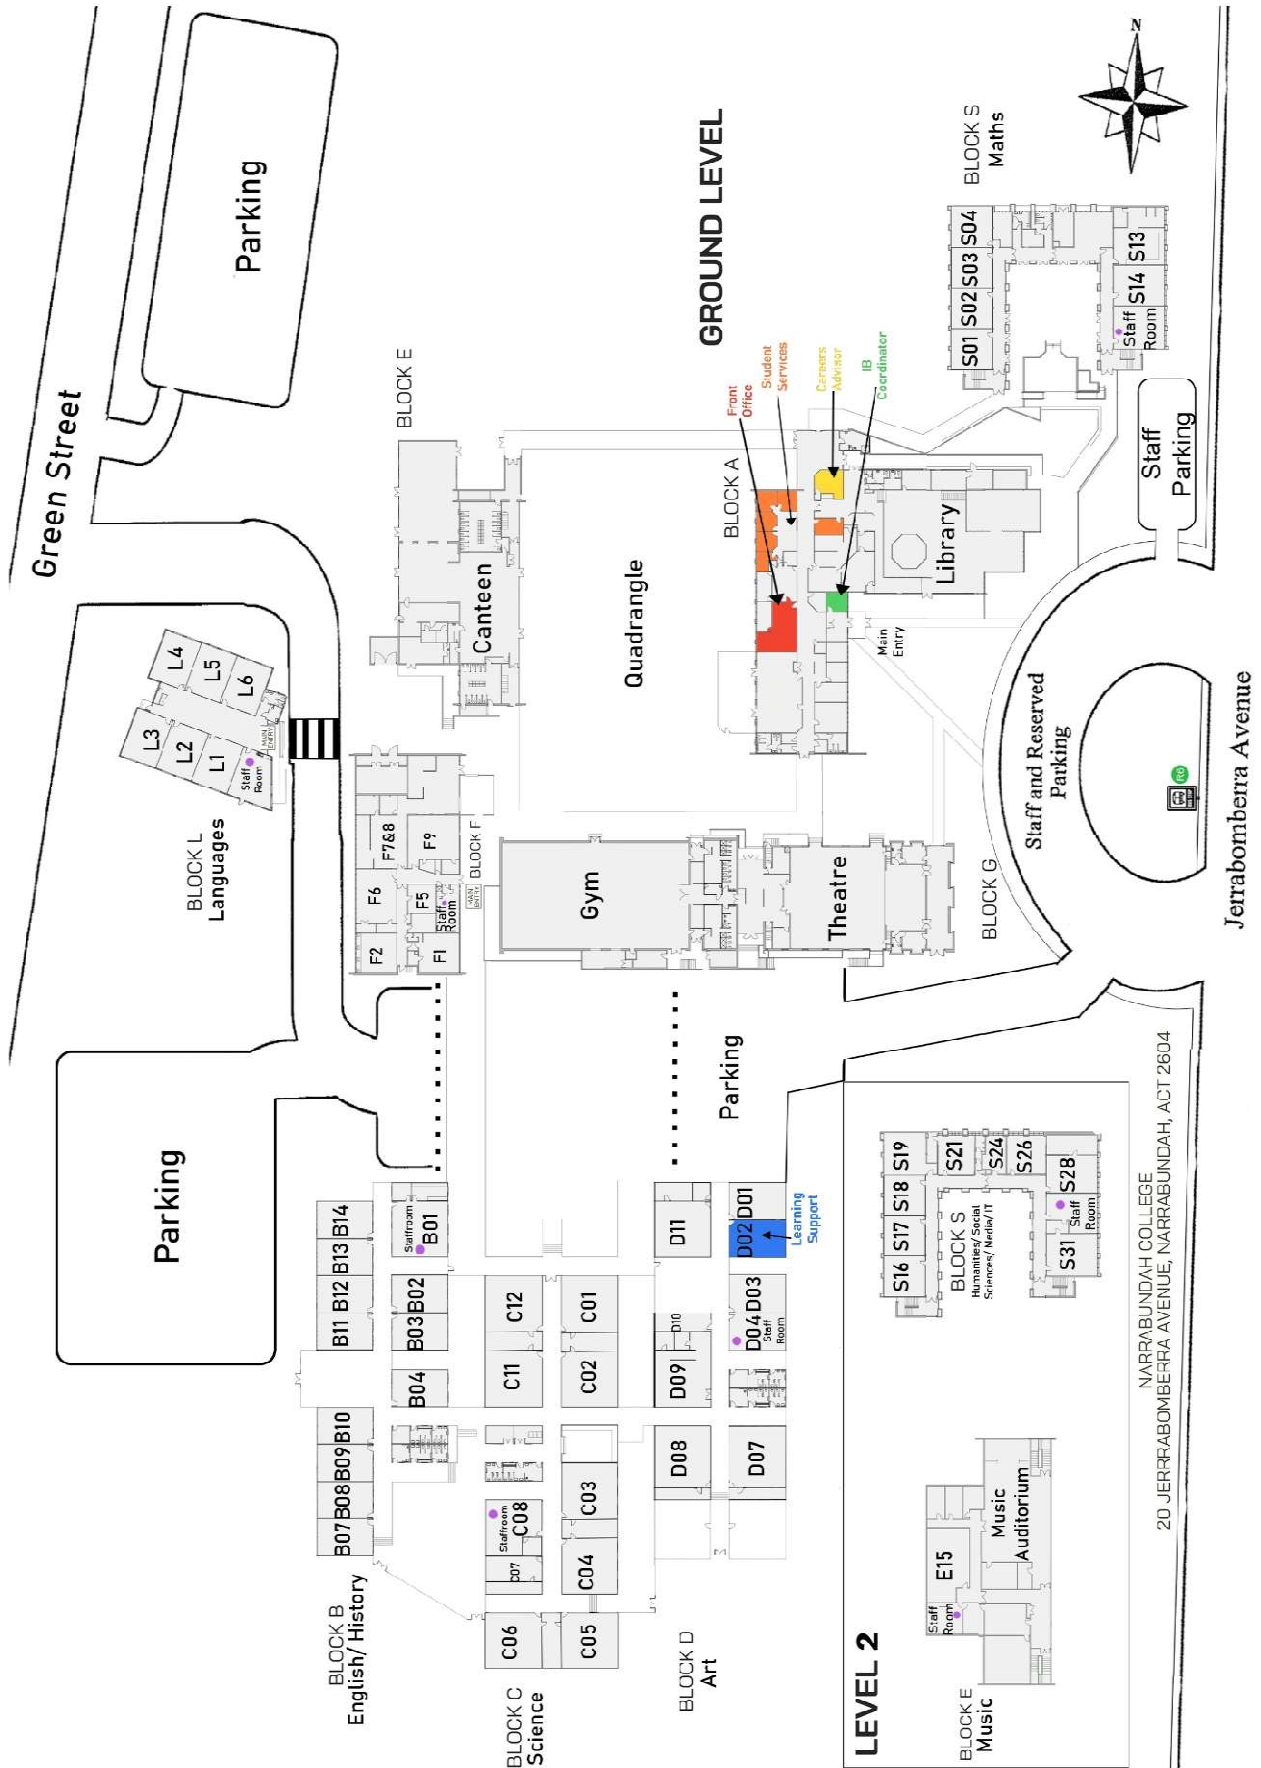 GROUND LEVEL
N
Green Street
Parking
BLOCK E
Canteen
BLOCK L
Languages
L4
L5
L6
L3
L2
L1
Staff
Room
MAIN
ENTRY
Quadrangle
BLOCK A
Front
Office
Student
Services
Careers
Advisor
IB
Coordinator
Library
Main
Entry
BLOCK S
Maths
S01
S02
S03
S04
S13
S14
Staff
Room
Staff
Parking
Staff and Reserved
Parking
R6
Jerrabomberra Avenue
BLOCK F
F7&8
F9
F6
F5
Staff
Room
F2
F1
MAIN
ENTRY
Gym
Theatre
BLOCK G
Parking
Parking
BLOCK B
English/ History
B07
B08
B09
B10
B11
B12
B13
B14
B04
B03
B02
Staffroom
B01
BLOCK C
Science
C06
C07
Staffroom
C08
C11
C12
C05
C04
C03
C02
C01
BLOCK D
Art
D08
D09
D10
D11
D07
D04
Staff
Room
D03
D02
D01
Learning
Support
LEVEL 2
BLOCK E
Music
Staff
Room
E15
Music
Auditorium
BLOCK S
Humanities/ Social
Sciences/ Media/ IT
S16
S17
S18
S19
S21
S24
S26
S28
Staff
Room
S31
NARRABUNDAH COLLEGE
20 JERRRABOMBERRA AVENUE, NARRABUNDAH, ACT 2604